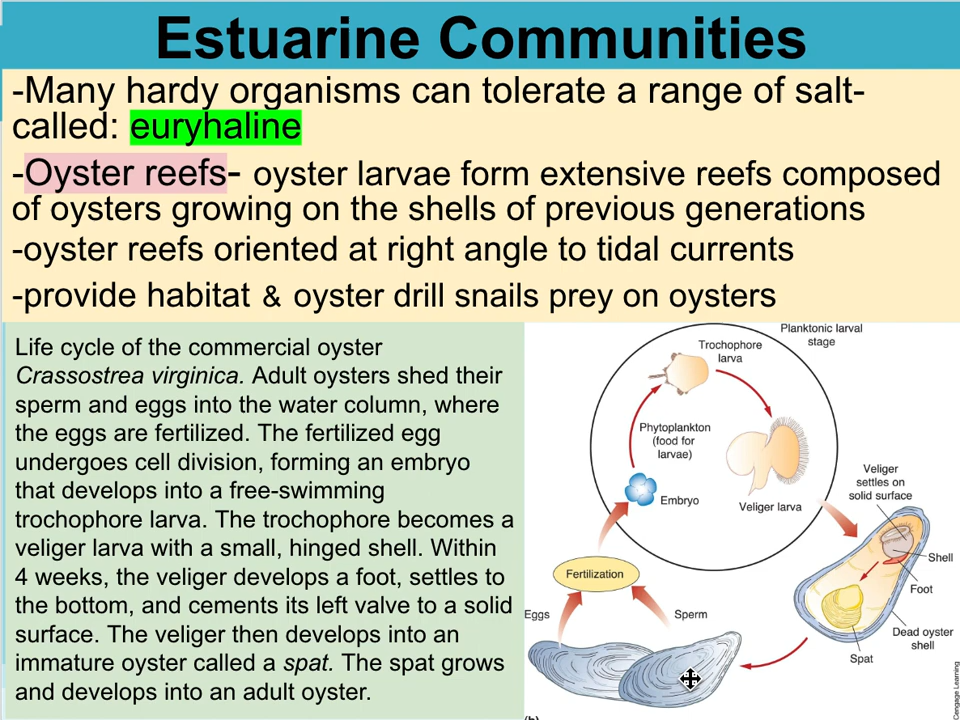 Estuarine Communities
-Many hardy organisms can tolerate a range of salt-
called: euryhaline
-Oyster reefs- oyster larvae form extensive reefs composed
of oysters growing on the shells of previous generations
-oyster reefs oriented at right angle to tidal currents
-provide habitat & oyster drill snails prey on oysters
Life cycle of the commercial oyster
Crassostrea virginica. Adult oysters shed their
sperm and eggs into the water column, where
the eggs are fertilized. The fertilized egg
undergoes cell division, forming an embryo
that develops into a free-swimming
trochophore larva. The trochophore becomes a
veliger larva with a small, hinged shell. Within
4 weeks, the veliger develops a foot, settles to
the bottom, and cements its left valve to a solid
surface. The veliger then develops into an
immature oyster called a spat. The spat grows
and develops into an adult oyster.
Planktonic larval
stage
Trochophore
larva
Phytoplankton
(food for
larvae)
Embryo
Veliger larva
Veliger
settles on
solid surface
Shell
Foot
Dead oyster
shell
Spat
Fertilization
Eggs
Sperm
Cengage Learning